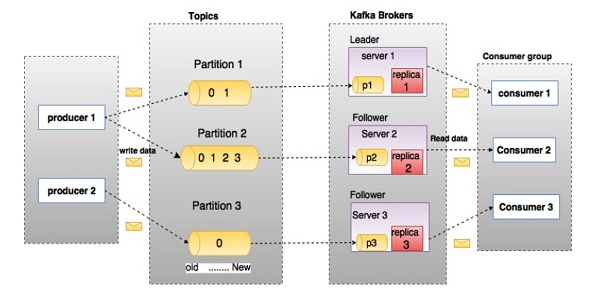 Topics
Kafka Brokers
Consumer group
producer 1
producer 2
write data
Partition 1
0 1
Partition 2
0 1 2 3
Partition 3
0
old ........ New
Leader
server 1
p1
replica
1
Follower
Server 2
p2
replica
2
Follower
Server 3
p3
replica
3
Read data
consumer 1
Consumer 2
Consumer 3